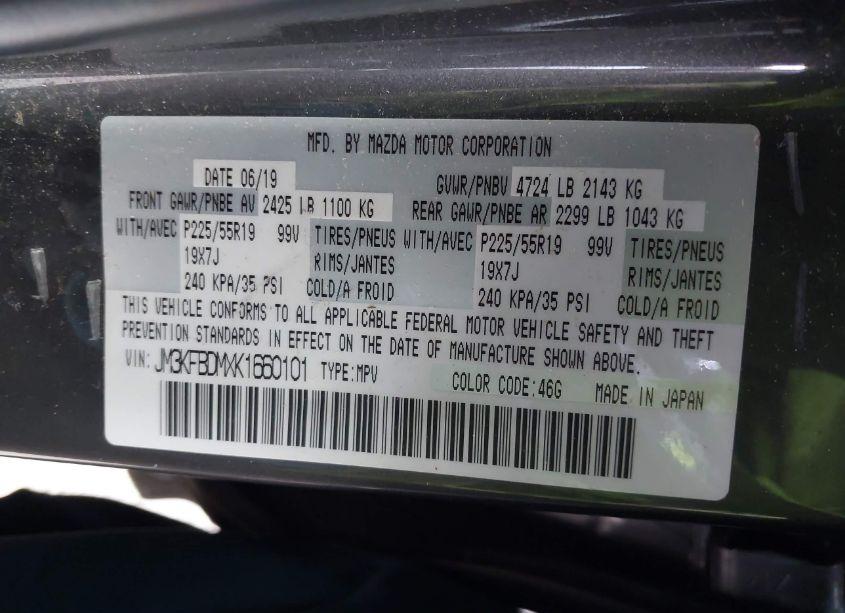 MFD. BY MAZDA MOTOR CORPORATION
DATE 06/19 GVWR/PNBV 4724 LB 2143 KG
FRONT GAWR/PNBE AV 2425 LB 1100 KG REAR GAWR/PNBE AR 2299 LB 1043 KG
WITH/AVEC P225/55R19 99V TIRES/PNEUS WITH/AVEC P225/55R19 99V TIRES/PNEUS
19X7J RIMS/JANTES 19X7J RIMS/JANTES
240 KPA/35 PSI COLD/A FROID 240 KPA/35 PSI COLD/A FROID
THIS VEHICLE CONFORMS TO ALL APPLICABLE FEDERAL MOTOR VEHICLE SAFETY AND THEFT
PREVENTION STANDARDS IN EFFECT ON THE DATE OF MANUFACTURE SHOWN ABOVE.
VIN: JM3KFBDMXK1660101 TYPE:MPV COLOR CODE:46G MADE IN JAPAN